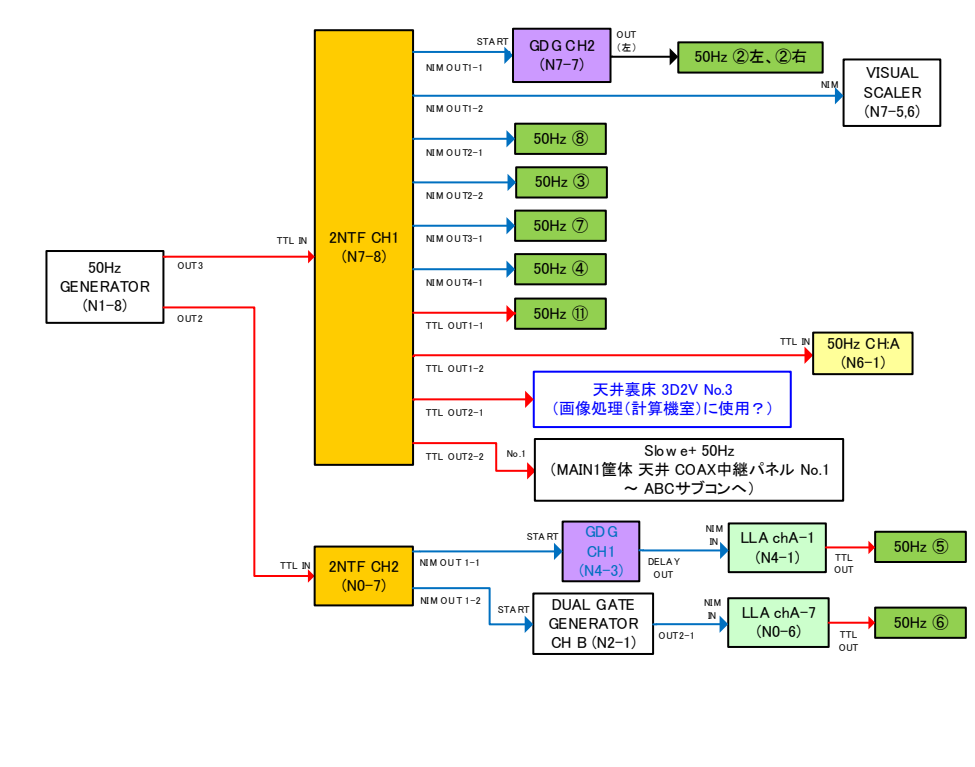 50Hz
GENERATOR
(N1-8)
OUT3
OUT2
TTL IN
2NTF CH1
(N7-8)
NIM OUT1-1
START
GDG CH2
(N7-7)
OUT
(左)
50Hz ②左、②右
NIM OUT1-2
NIM
VISUAL
SCALER
(N7-5,6)
NIM OUT2-1
50Hz ⑧
NIM OUT2-2
50Hz ③
NIM OUT3-1
50Hz ⑦
NIM OUT4-1
50Hz ④
TTL OUT1-1
50Hz ⑪
TTL OUT1-2
TTL IN
50Hz CH:A
(N6-1)
TTL OUT2-1
天井裏床 3D2V No.3
(画像処理(計算機室)に使用？)
TTL OUT2-2
No.1
Slowe+ 50Hz
(MAIN1筐体 天井 COAX中継パネル No.1
～ ABCサブコンへ)
TTL IN
2NTF CH2
(N0-7)
NIM OUT 1-1
START
GDG
CH1
(N4-3)
DELAY
OUT
NIM
IN
LLA chA-1
(N4-1)
TTL
OUT
50Hz ⑤
NIM OUT 1-2
START
DUAL GATE
GENERATOR
CH B (N2-1)
OUT2-1
NIM
IN
LLA chA-7
(N0-6)
TTL
OUT
50Hz ⑥